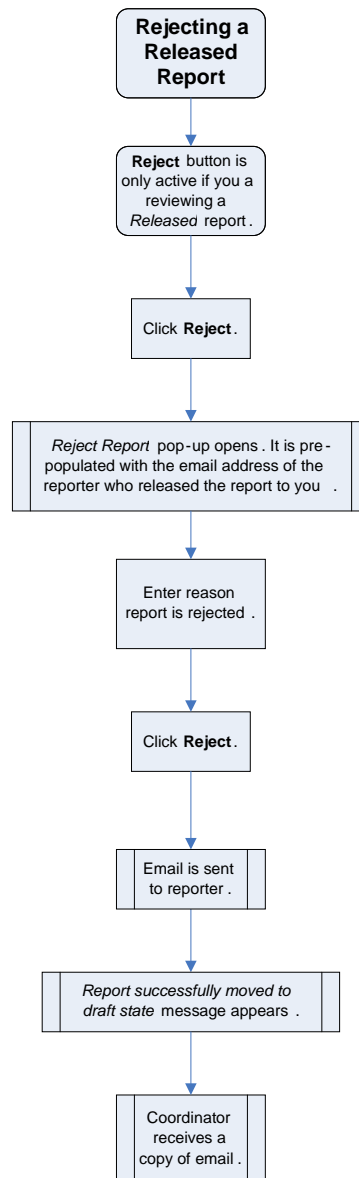 Rejecting a
Released
Report
Reject button is
only active if you a
reviewing a
Released report .
Click Reject .
Reject Report pop-up opens . It is pre-
populated with the email address of the
reporter who released the report to you .
Enter reason
report is rejected .
Click Reject .
Email is sent
to reporter .
Report successfully moved to
draft state message appears .
Coordinator
receives a
copy of email .